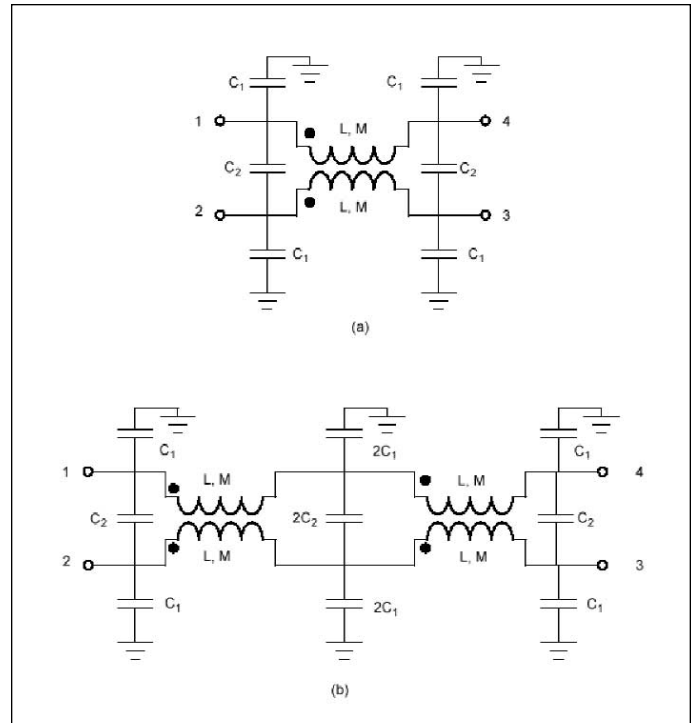 C1 C1
1 L, M 4
C2 C2
2 L, M 3
C1 C1
(a)
C1 2C1 C1
1 L, M L, M 4
C2 2C2 C2
2 L, M L, M 3
C1 2C1 C1
(b)